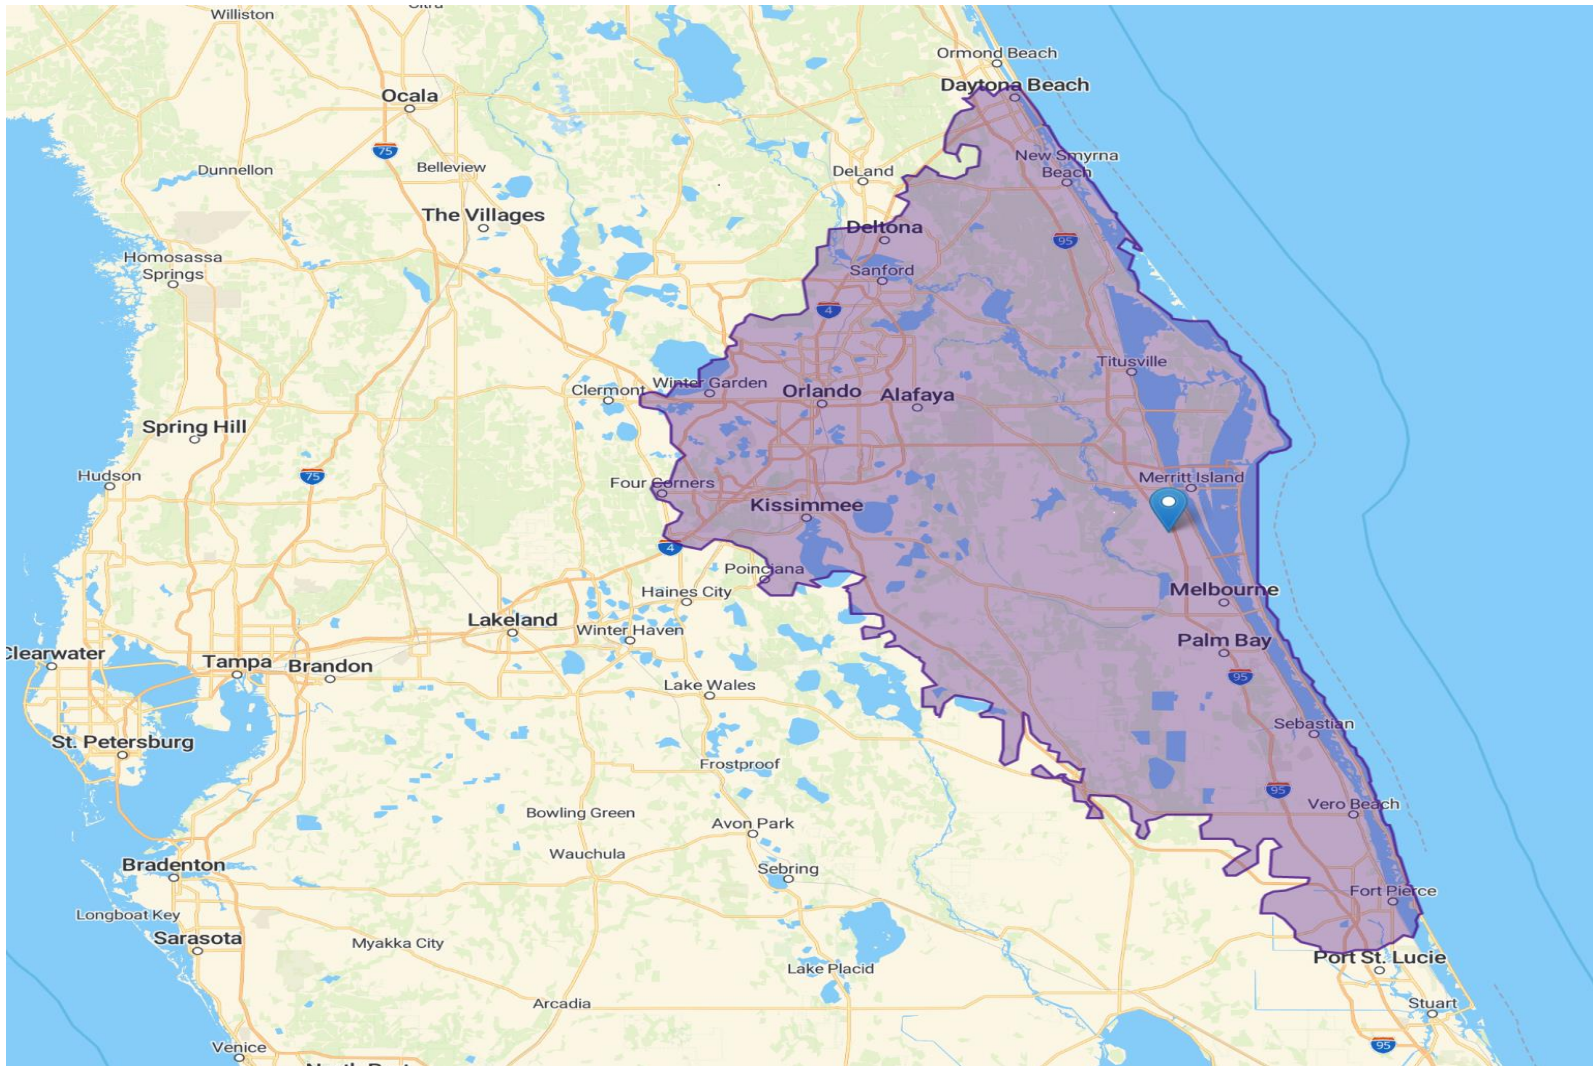 Williston
Ormond Beach
Daytona Beach
Ocala
75
Dunnellon
Belleview
DeLand
New Smyrna
Beach
The Villages
Deltona
95
Homosassa
Springs
Sanford
4
Titusville
Clermont
Winter Garden
Orlando
Alafaya
Spring Hill
Hudson
75
Four Corners
Merritt Island
Kissimmee
4
Poinciana
Haines City
Melbourne
Lakeland
Winter Haven
Palm Bay
Clearwater
Tampa
Brandon
95
Lake Wales
Sebastian
St. Petersburg
Frostproof
95
Vero Beach
Bowling Green
Avon Park
Wauchula
Bradenton
Sebring
Fort Pierce
Longboat Key
Sarasota
Myakka City
Port St. Lucie
Lake Placid
Arcadia
Stuart
Venice
95